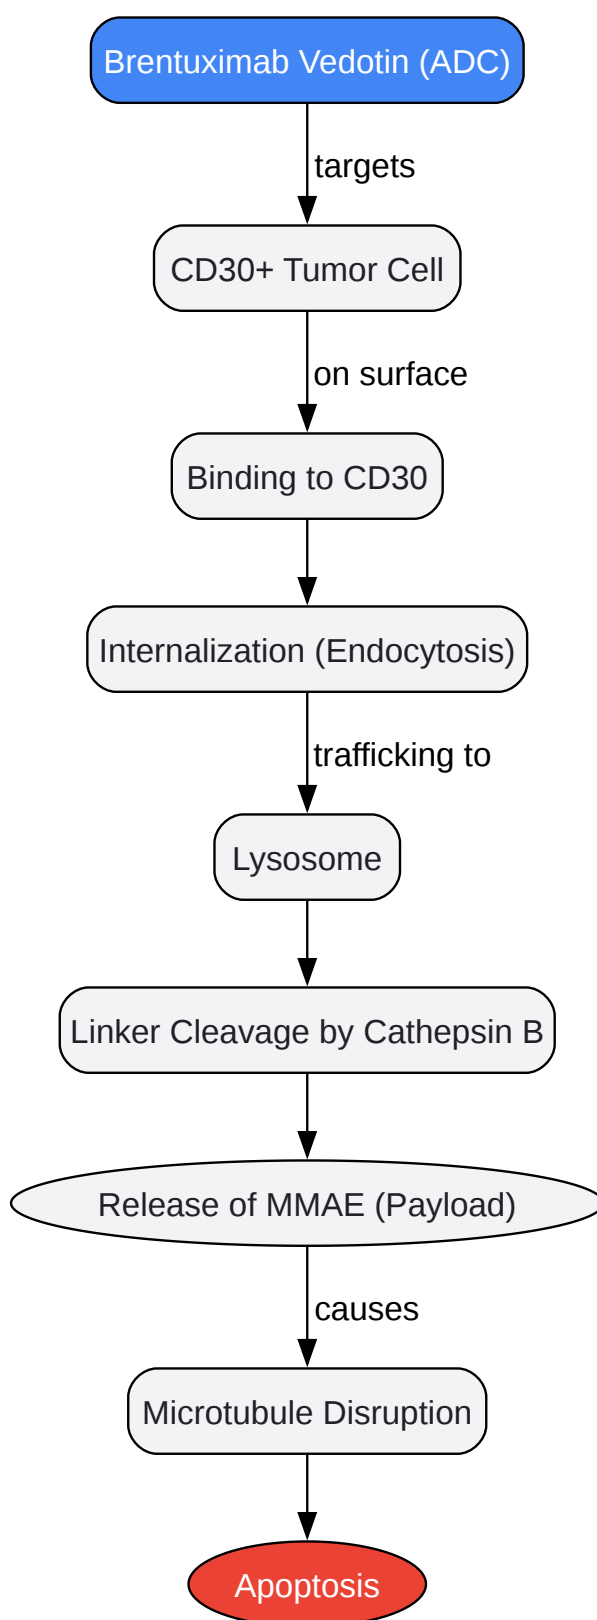 Brentuximab Vedotin (ADC)
targets
CD30+ Tumor Cell
on surface
Binding to CD30
Internalization (Endocytosis)
trafficking to
Lysosome
Linker Cleavage by Cathepsin B
Release of MMAE (Payload)
causes
Microtubule Disruption
Apoptosis